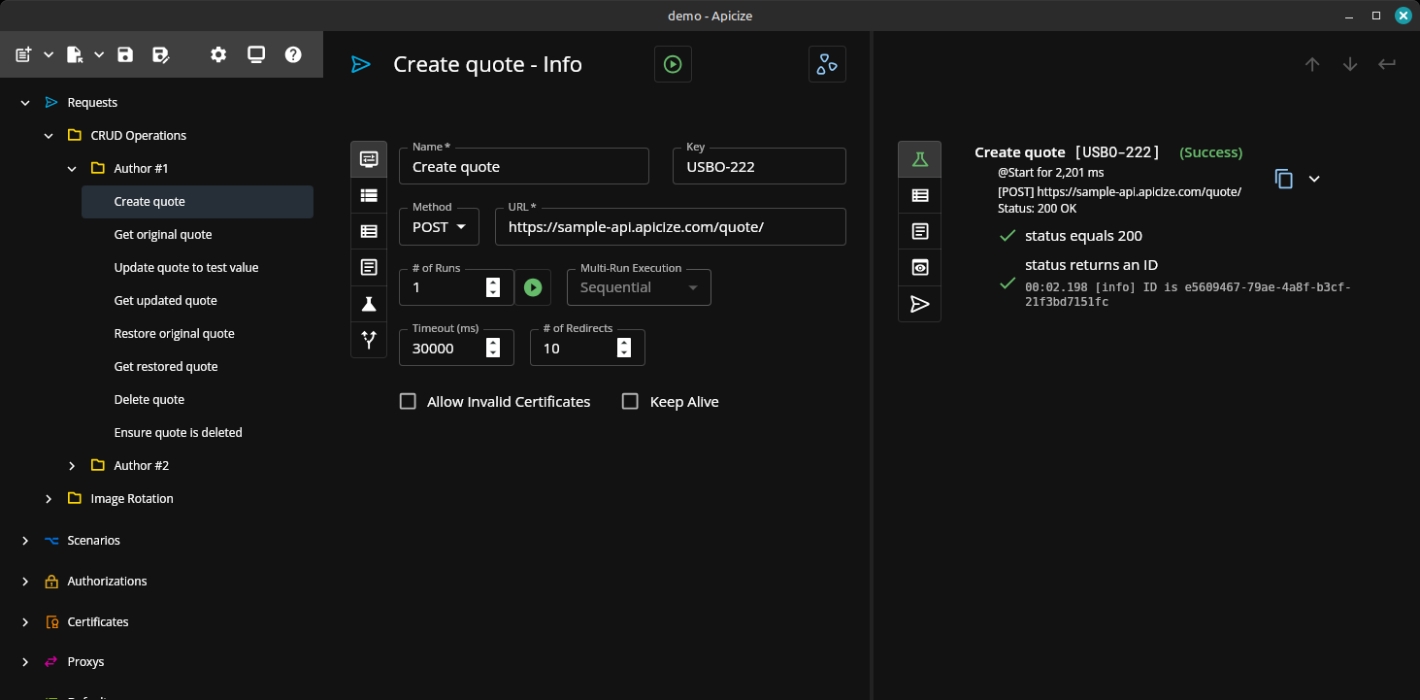 demo - Apicize
Requests
CRUD Operations
Author #1
Create quote
Get original quote
Update quote to test value
Get updated quote
Restore original quote
Get restored quote
Delete quote
Ensure quote is deleted
Author #2
Image Rotation
Scenarios
Authorizations
Certificates
Proxys
Create quote - Info
Name*
Create quote
Key
USBO-222
Method
POST
URL*
https://sample-api.apicize.com/quote/
# of Runs
1
Multi-Run Execution
Sequential
Timeout (ms)
30000
# of Redirects
10
Allow Invalid Certificates
Keep Alive
Create quote [USBO-222] (Success)
@Start for 2,201 ms
[POST] https://sample-api.apicize.com/quote/
Status: 200 OK
status equals 200
status returns an ID
00:02.198 [info] ID is e5609467-79ae-4a8f-b3cf-
21f3bd7151fc